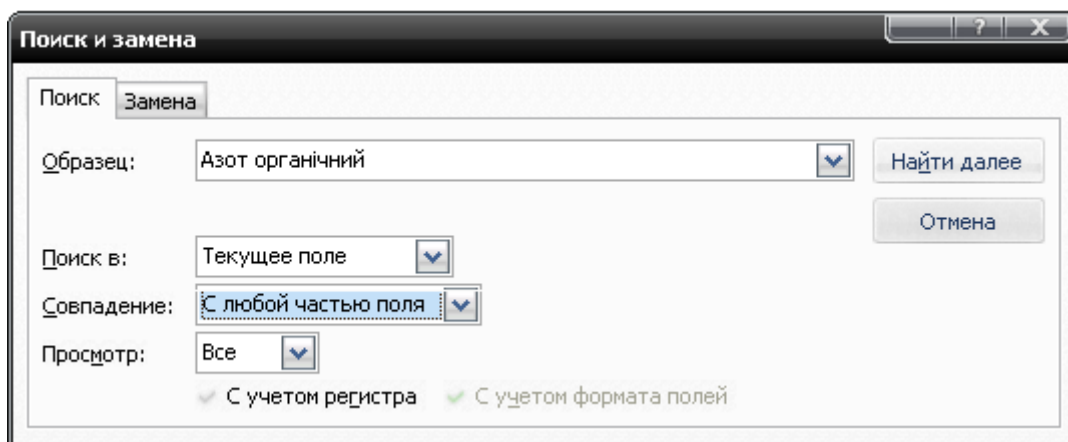 Поиск и замена
Поиск Замена
Образец: Азот органічний Найти далее
Отмена
Поиск в: Текущее поле
Совпадение: С любой частью поля
Просмотр: Все
С учетом регистра С учетом формата полей